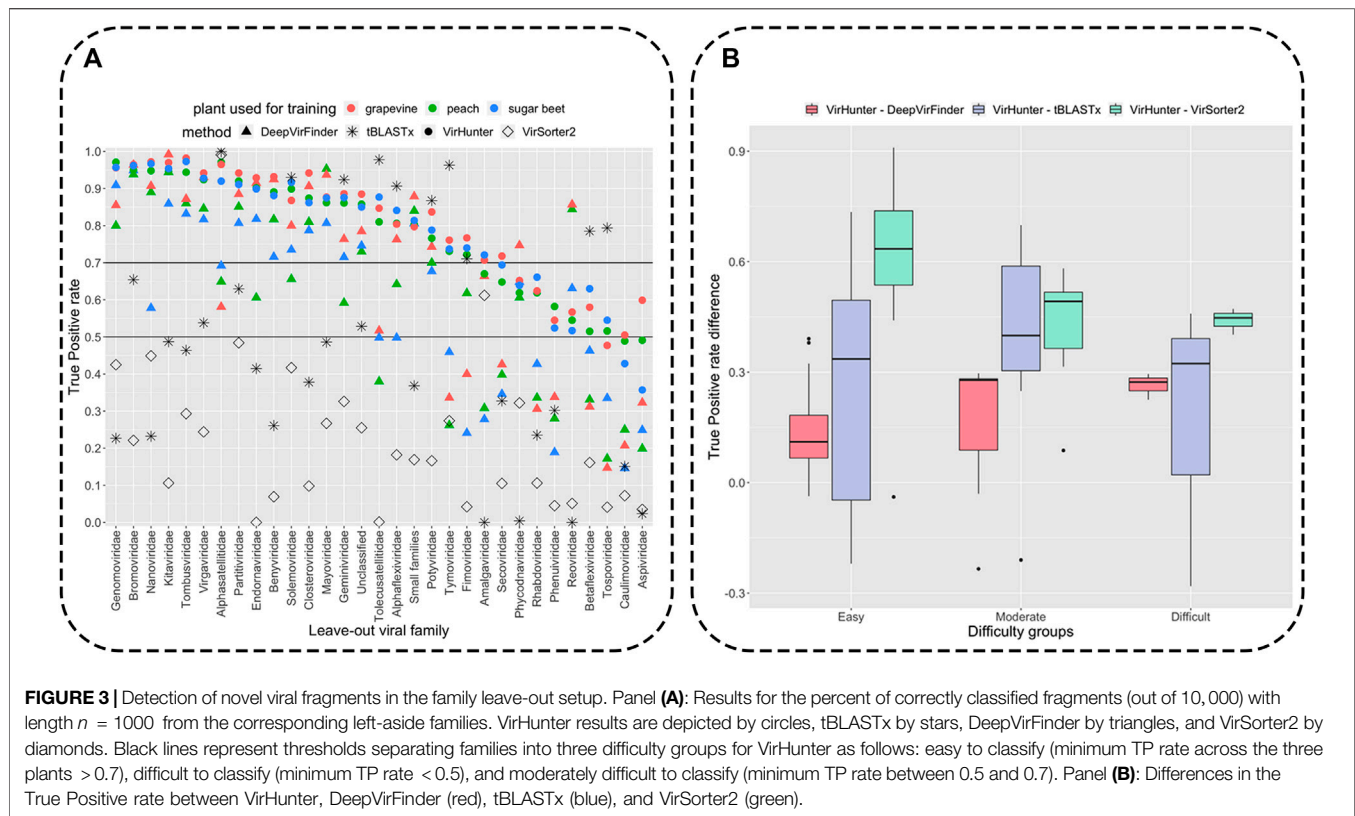 A
plant used for training grapevine peach sugar beet
method DeepVirFinder tBLASTx VirHunter VirSorter2
True Positive rate
1.0
0.9
0.8
0.7
0.6
0.5
0.4
0.3
0.2
0.1
0.0
Genomoviridae
Bromoviridae
Nanoviridae
Kitaviridae
Tombusviridae
Virgaviridae
Alphasatellitidae
Partitiviridae
Endornaviridae
Benyviridae
Solemoviridae
Closteroviridae
Mayoviridae
Geminiviridae
Unclassified
Tolecusatellitidae
Alphaflexiviridae
Small families
Potyviridae
Tymoviridae
Fimoviridae
Amalgaviridae
Secoviridae
Phycodnaviridae
Rhabdoviridae
Phenuiviridae
Reoviridae
Betaflexiviridae
Tospoviridae
Caulimoviridae
Aspiviridae
Leave-out viral family
B
VirHunter - DeepVirFinder VirHunter - tBLASTx VirHunter - VirSorter2
True Positive rate difference
0.9
0.6
0.3
0.0
-0.3
Easy Moderate Difficult
Difficulty groups
FIGURE 3 | Detection of novel viral fragments in the family leave-out setup. Panel (A): Results for the percent of correctly classified fragments (out of 10,000) with
length n = 1000 from the corresponding left-aside families. VirHunter results are depicted by circles, tBLASTx by stars, DeepVirFinder by triangles, and VirSorter2 by
diamonds. Black lines represent thresholds separating families into three difficulty groups for VirHunter as follows: easy to classify (minimum TP rate across the three
plants > 0.7), difficult to classify (minimum TP rate < 0.5), and moderately difficult to classify (minimum TP rate between 0.5 and 0.7). Panel (B): Differences in the
True Positive rate between VirHunter, DeepVirFinder (red), tBLASTx (blue), and VirSorter2 (green).